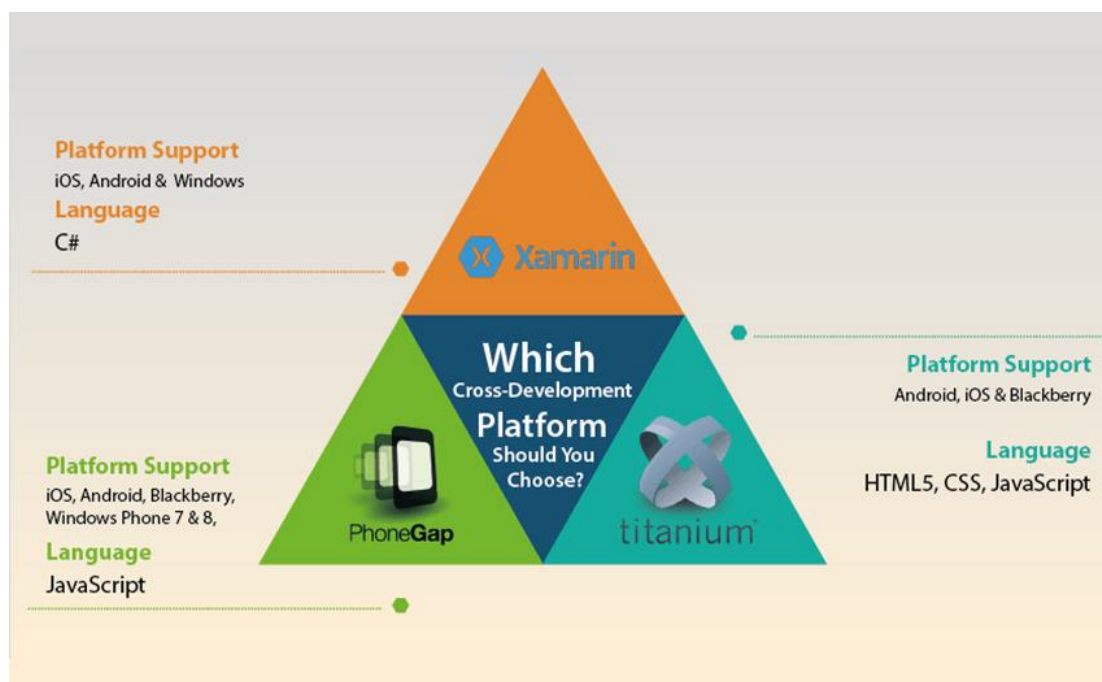 Platform Support
iOS, Android & Windows
Language
C#
Xamarin
Which
Cross-Development
Platform
Should You
Choose?
Platform Support
Android, iOS & Blackberry
Language
HTML5, CSS, JavaScript
Platform Support
iOS, Android, Blackberry,
Windows Phone 7 & 8,
Language
JavaScript
PhoneGap
titanium